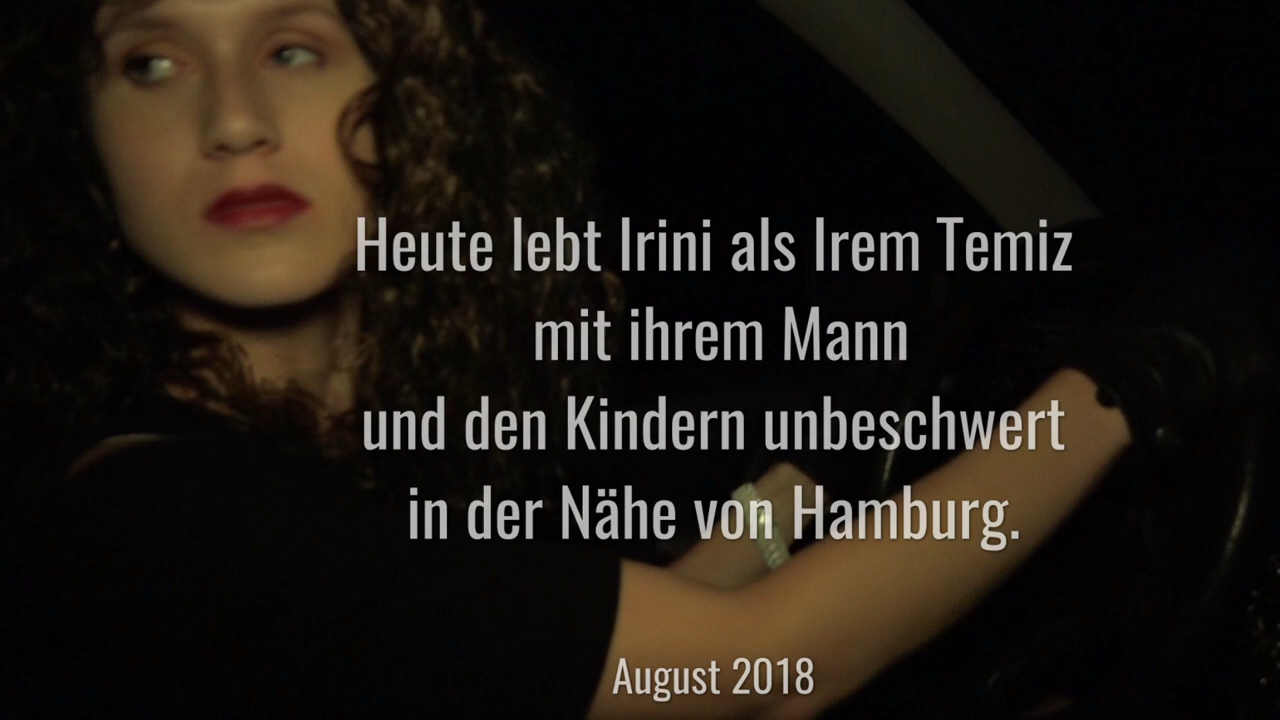 Heute lebt Irini als Irem Temiz
mit ihrem Mann
und den Kindern unbeschwert
in der Nähe von Hamburg.
August 2018